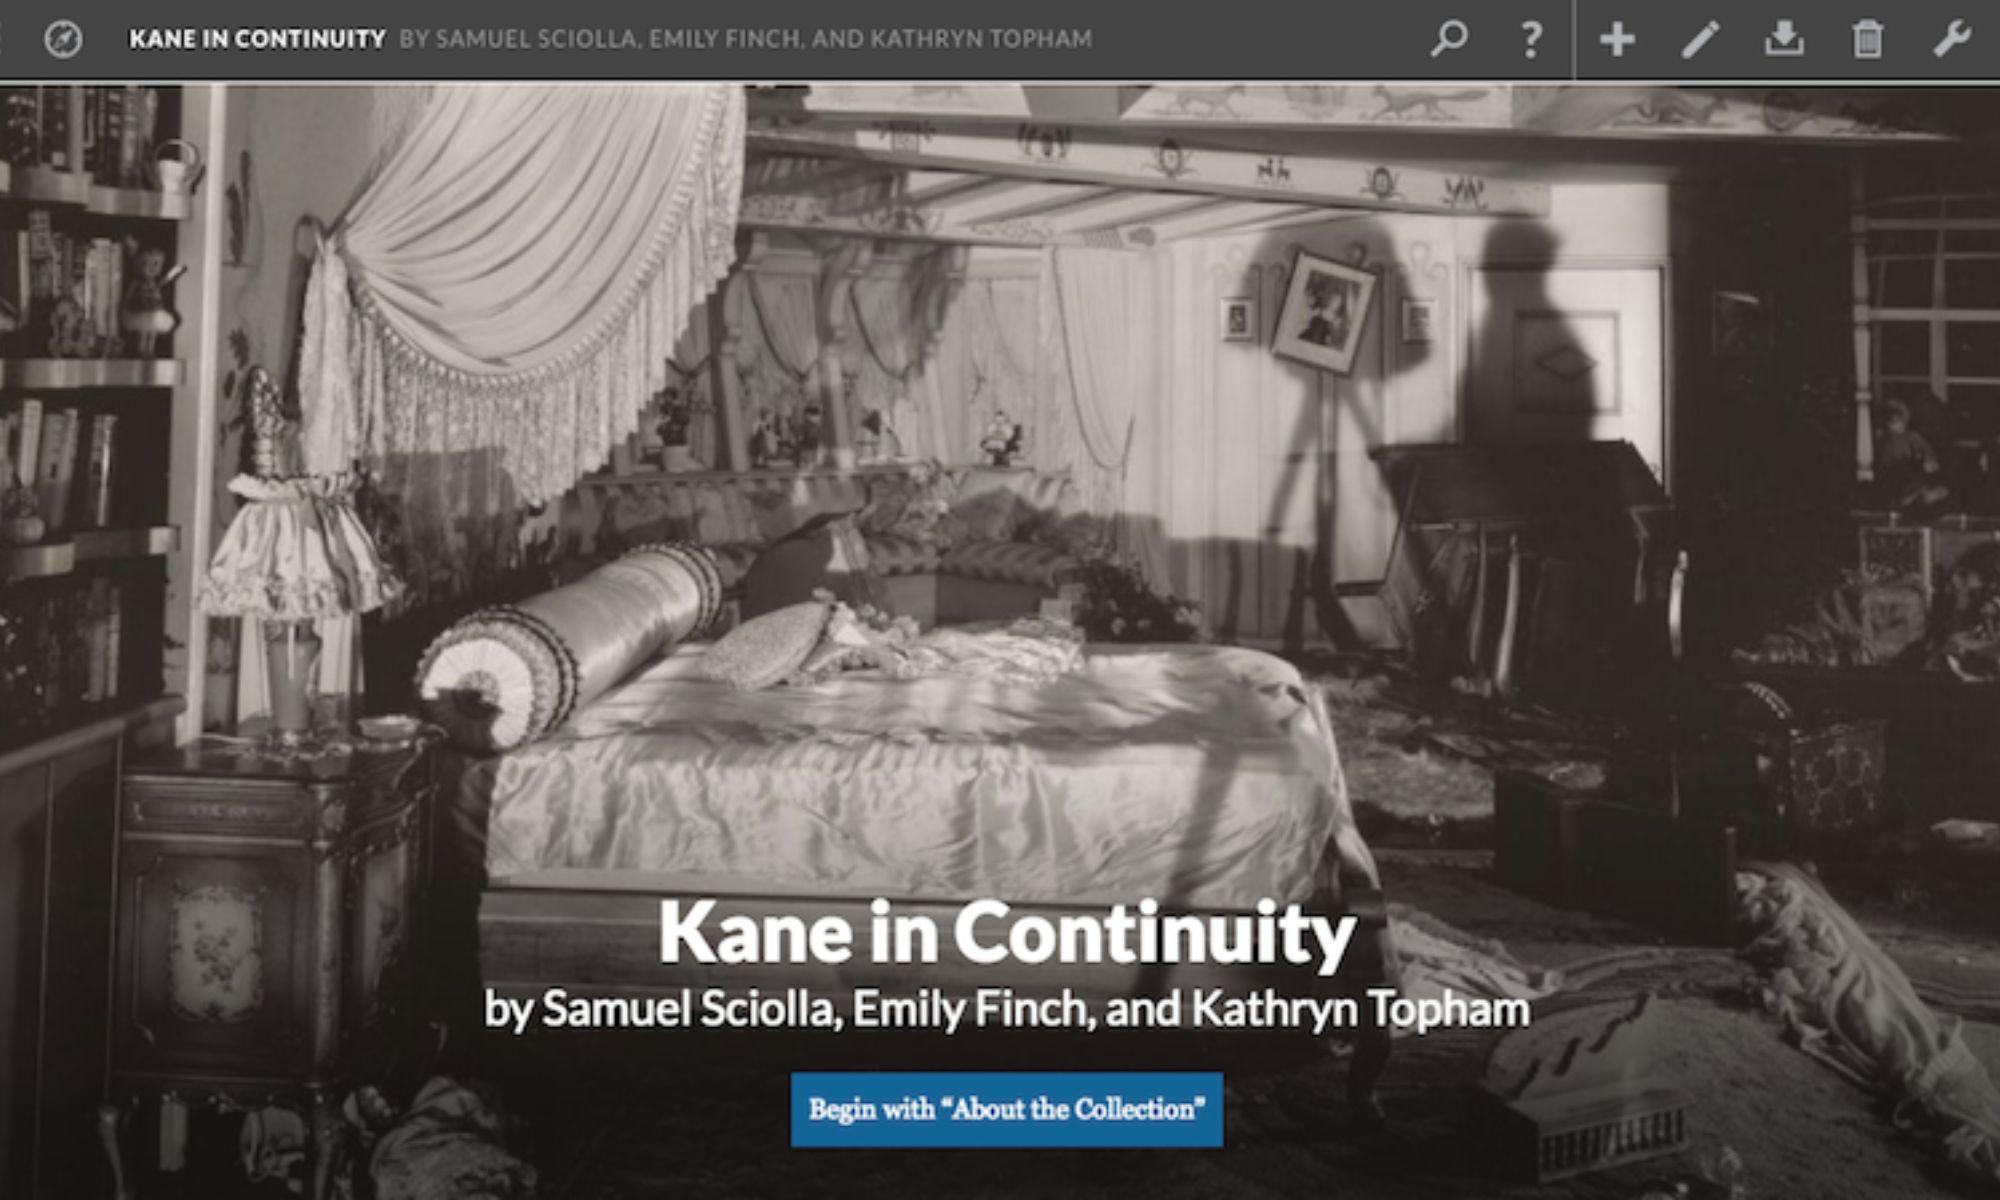 KANE IN CONTINUITY BY SAMUEL SCIOLLA, EMILY FINCH, AND KATHRYN TOPHAM
Kane in Continuity
by Samuel Sciolla, Emily Finch, and Kathryn Topham
Begin with “About the Collection”